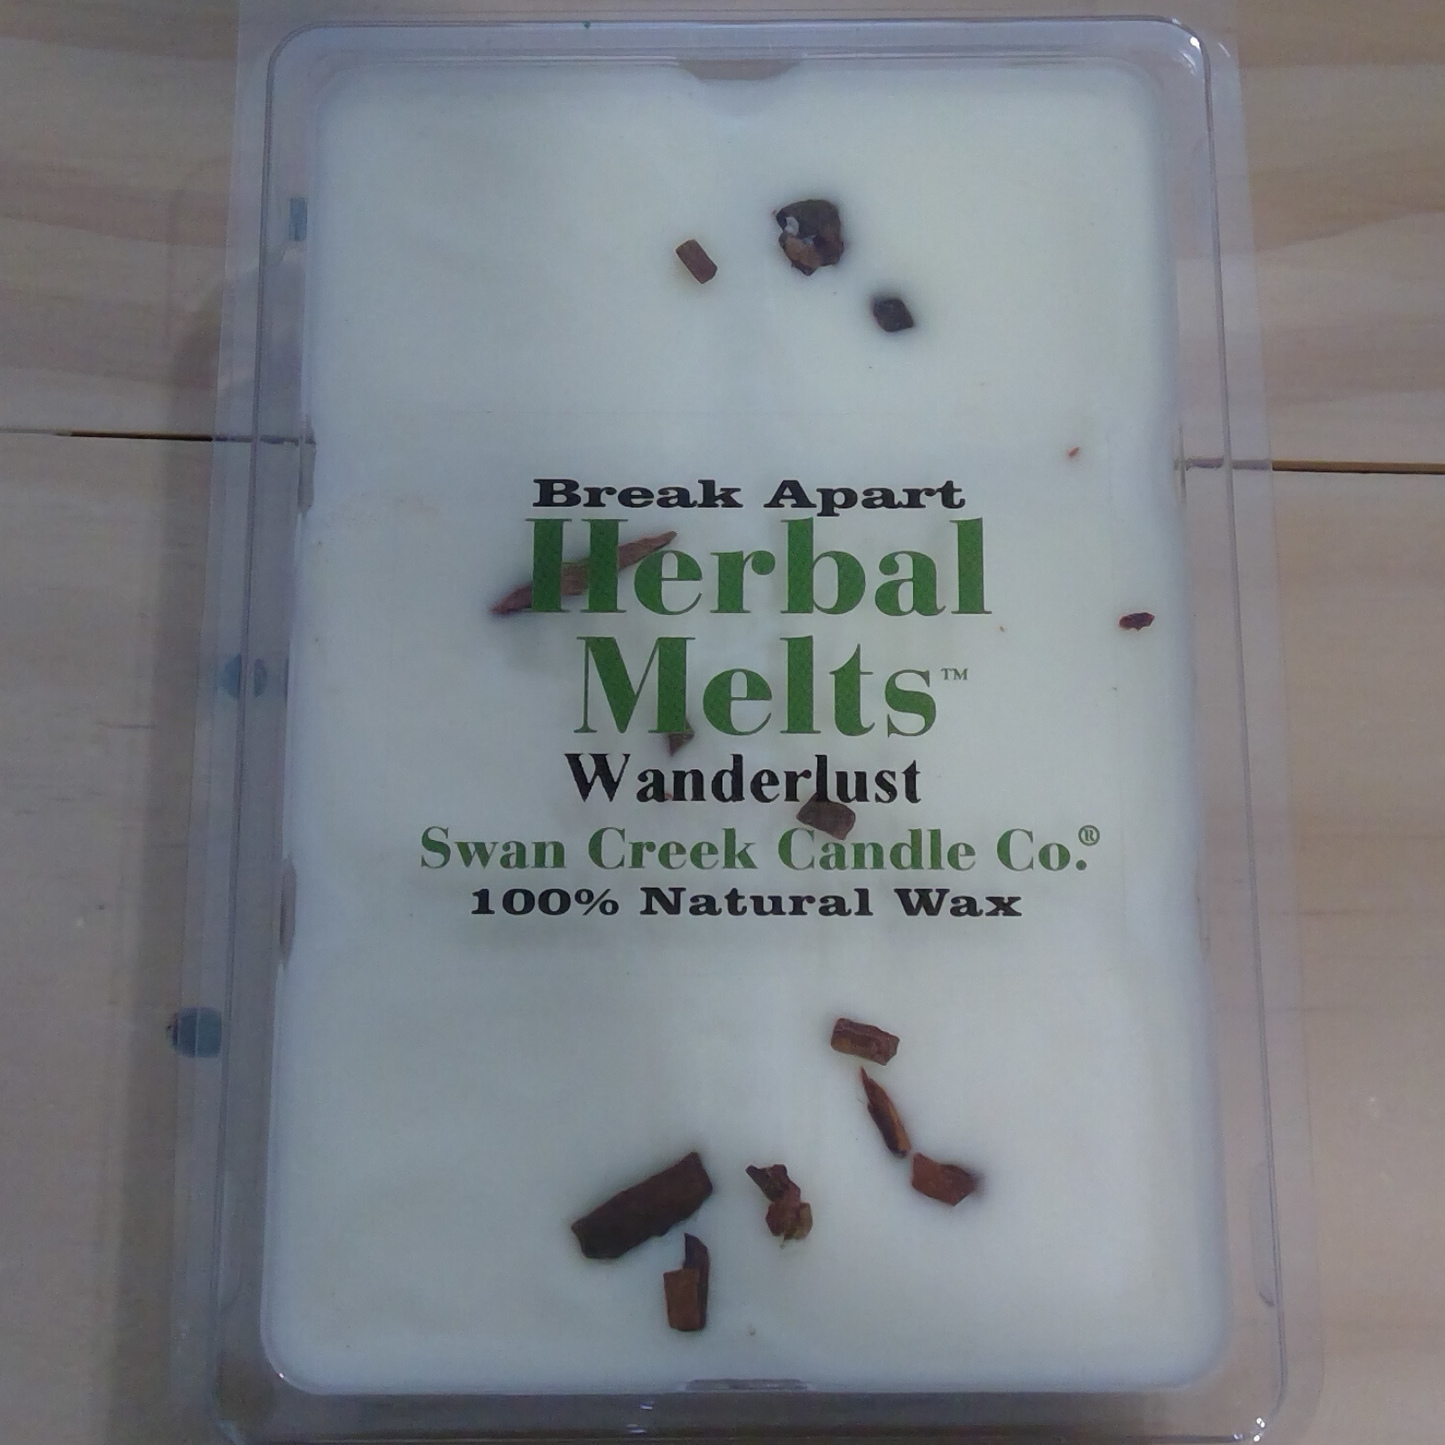 Break Apart
Herbal
Melts™
Wanderlust
Swan Creek Candle Co.®
100% Natural Wax